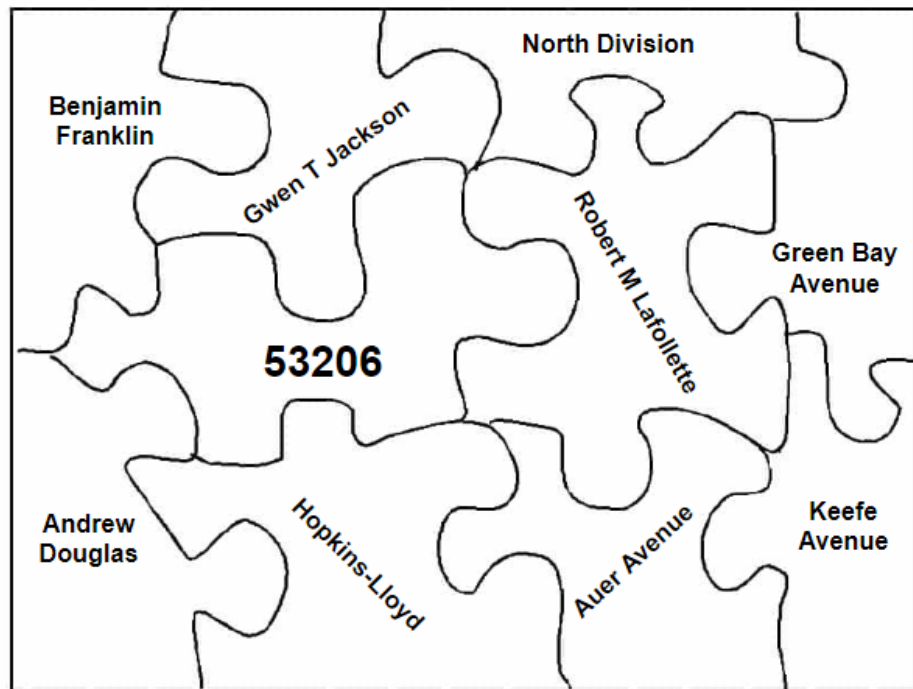 North Division
Benjamin
Franklin
Gwen T Jackson
Robert M Lafollette
Green Bay
Avenue
53206
Andrew
Douglas
Hopkins-Lloyd
Auer Avenue
Keefe
Avenue